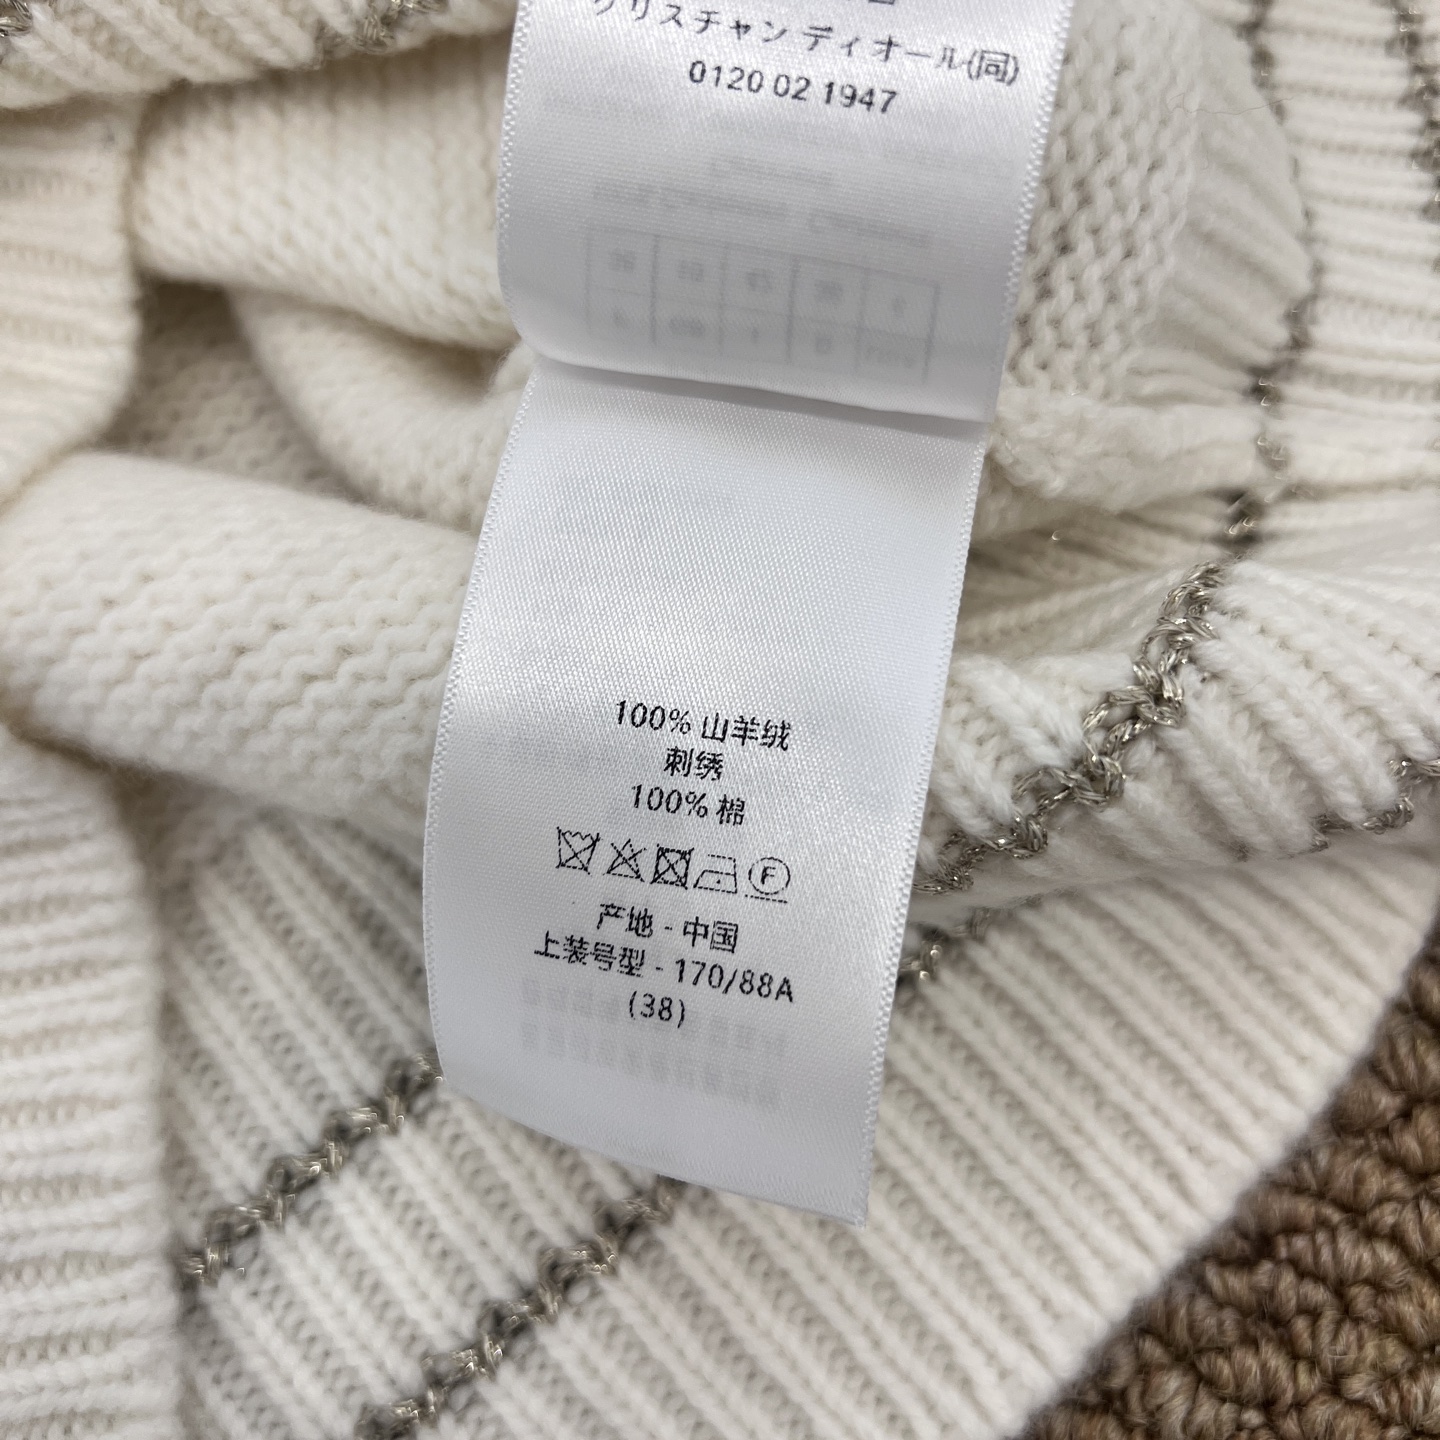 クリスチャン ディオール(同)
0120 02 1947
100% 山羊绒
刺绣
100% 棉
F
产地 - 中国
上装号型 - 170/88A
(38)